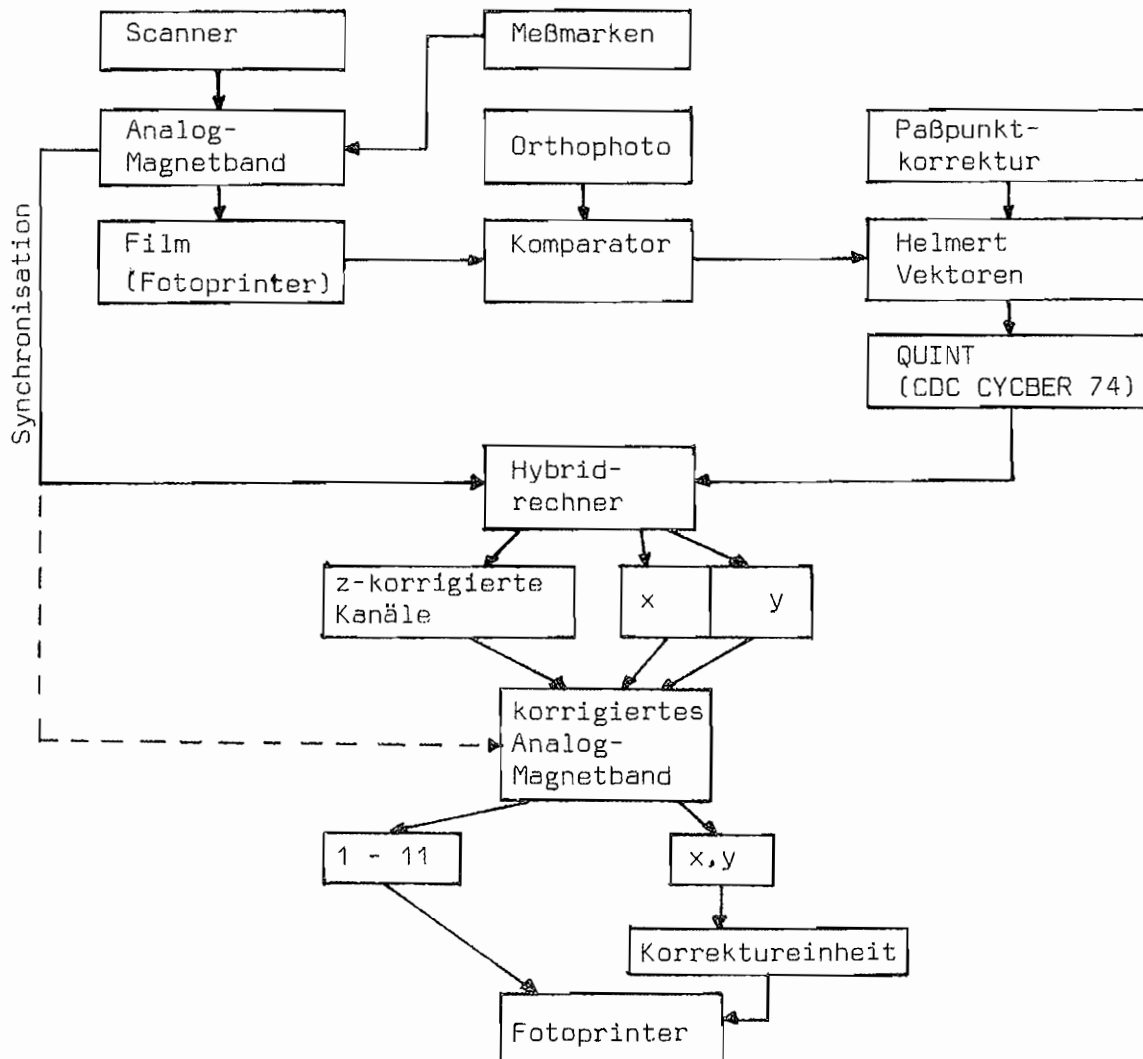 Scanner
Meßmarken
Analog-
Magnetband
Orthophoto
Paßpunkt-
korrektur
Synchronisation
Film
(Fotoprinter)
Komparator
Helmert
Vektoren
QUINT
(CDC CYCBER 74)
Hybrid-
rechner
z-korrigierte
Kanäle
x
y
korrigiertes
Analog-
Magnetband
1 - 11
x,y
Korrektureinheit
Fotoprinter